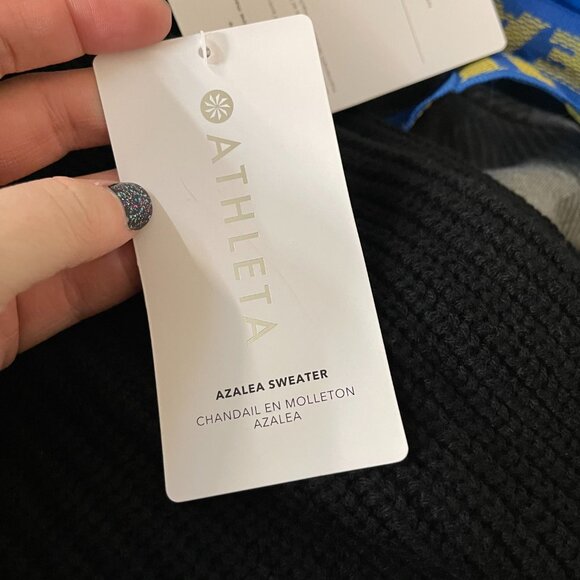 ATHLETA
AZALEA SWEATER
CHANDAIL EN MOLLETON
AZALEA